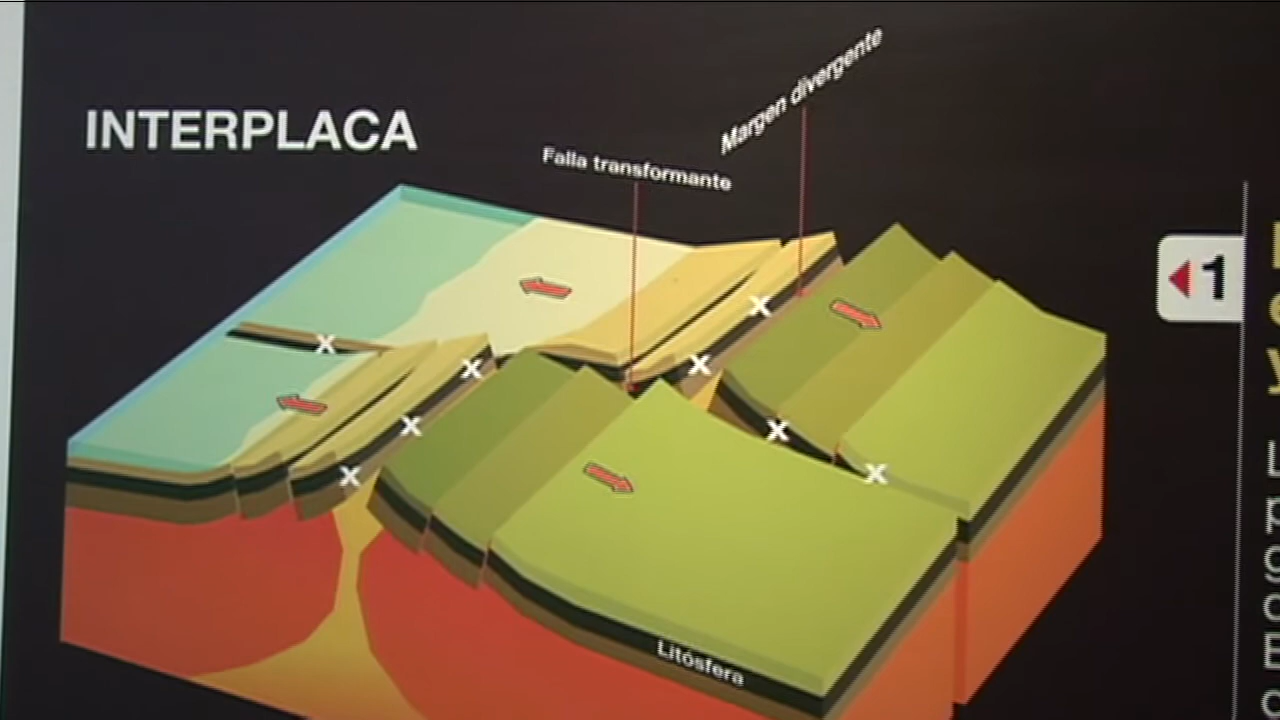 INTERPLACA
Falla transformante
Margen divergente
1
x
x
x
x
x
x
x
x
Litósfera